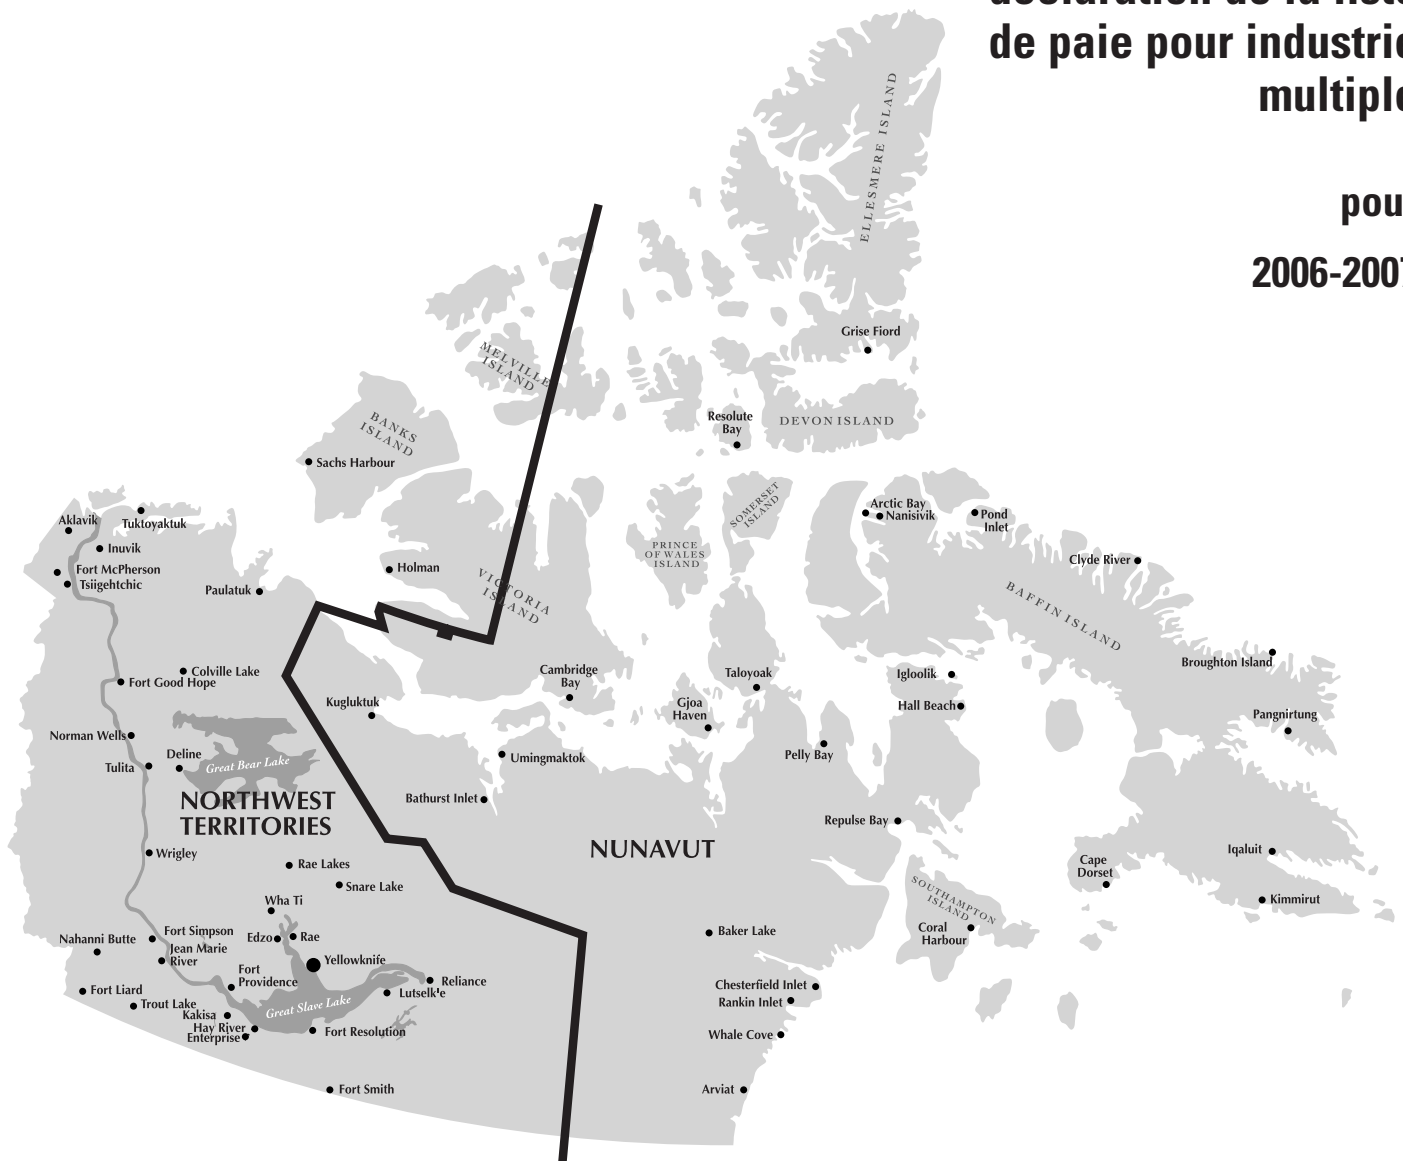 de paie pour industrie
multiple
pou
2006-2007
ELLESMERE ISLAND
Grise Fiord
MELVILLE
ISLAND
BANKS
ISLAND
Resolute
Bay
DEVON ISLAND
Sachs Harbour
SOMERSET
ISLAND
Aklavik
Tuktoyaktuk
Inuvik
Fort McPherson
Tsiigehtchic
Paulatuk
Holman
VICTORIA
ISLAND
PRINCE
OF WALES
ISLAND
Arctic Bay
Nanisivik
Pond
Inlet
Clyde River
BAFFIN ISLAND
Broughton Island
Pangnirtung
Colville Lake
Fort Good Hope
Kugluktuk
Cambridge
Bay
Taloyoak
Gjoa
Haven
Igloolik
Hall Beach
Norman Wells
Deline
Great Bear Lake
Tulita
Umingmaktok
Pelly Bay
Bathurst Inlet
NORTHWEST
TERRITORIES
NUNAVUT
Repulse Bay
Wrigley
Rae Lakes
Snare Lake
Wha Ti
Cape
Dorset
Iqaluit
Kimmirut
SOUTHAMPTON
ISLAND
Coral
Harbour
Nahanni Butte
Fort Simpson
Jean Marie
River
Edzo
Rae
Yellowknife
Baker Lake
Fort
Providence
Reliance
Lutselk'e
Fort Liard
Trout Lake
Kakisa
Hay River
Enterprise
Great Slave Lake
Fort Resolution
Chesterfield Inlet
Rankin Inlet
Whale Cove
Fort Smith
Arviat